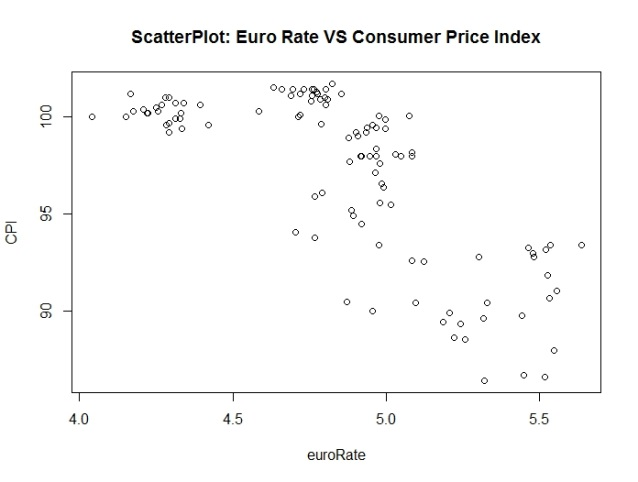 ScatterPlot: Euro Rate VS Consumer Price Index
100
95
90
CPI
4.0 4.5 5.0 5.5
euroRate